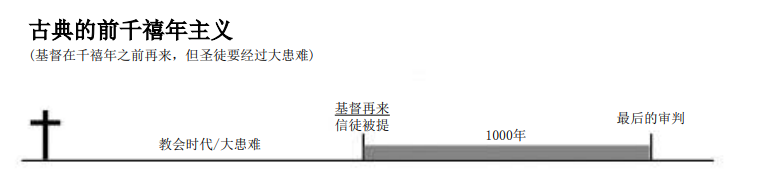 古典的前千禧年主义
(基督在千禧年之前再来，但圣徒要经过大患难)
基督再来
信徒被提
教会时代/大患难
1000年
最后的审判